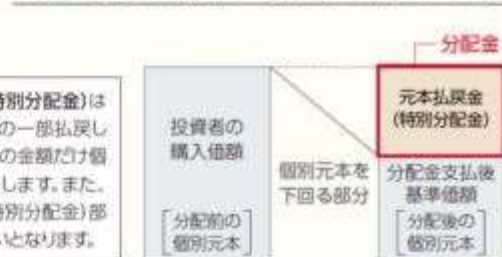 分配金
特別分配金)は
の一部払戻し
の金額だけ個
します。また、
特別分配金)部
いとなります。
投資者の
購入価額
[分配前の
個別元本]
個別元本を
下回る部分
元本払戻金
(特別分配金)
分配金支払後
基準価額
[分配後の
個別元本]